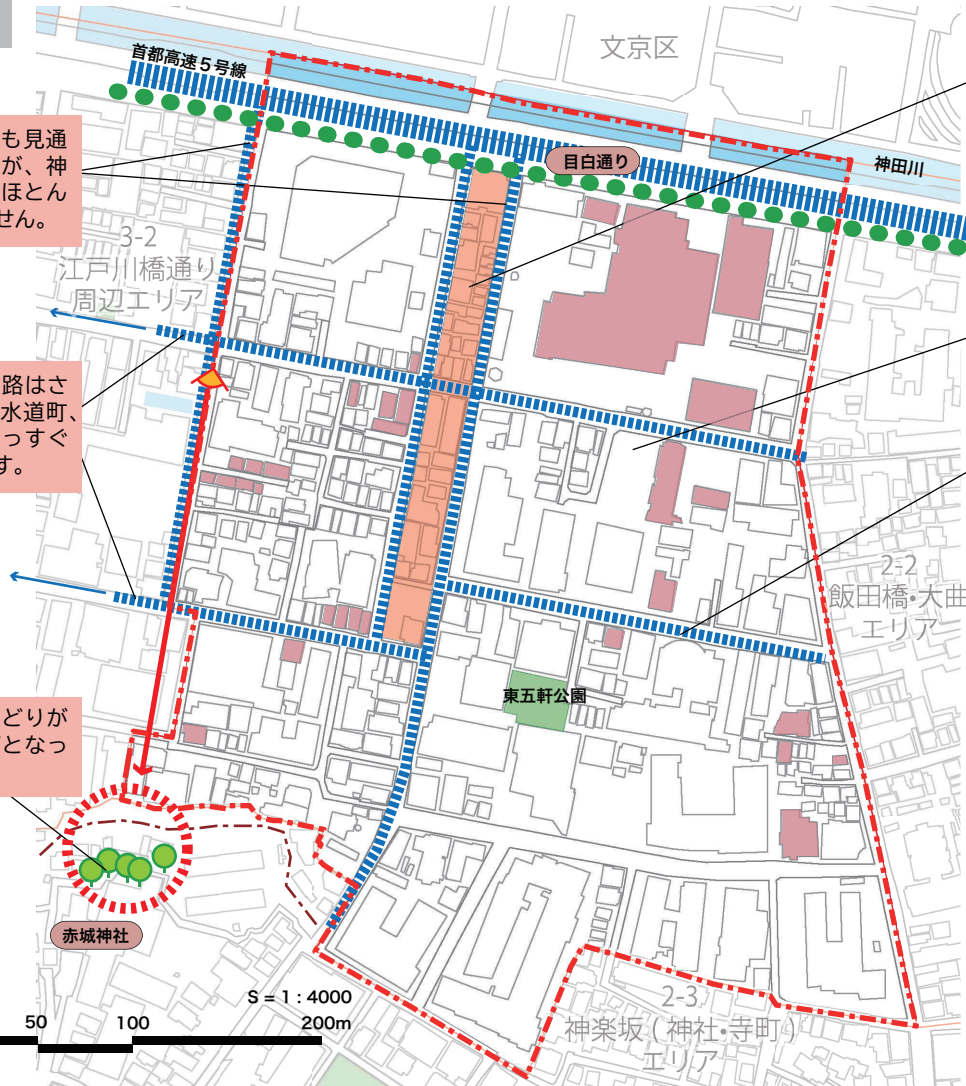 文京区
首都高速5号線
も見通
が、神
ほとん
せん。
目白通り
神田川
3-2
江戸川橋通り
周辺エリア
路はさ
水道町、
っすぐ
す。
2-2
飯田橋・大曲
エリア
東五軒公園
どりが
となっ
赤城神社
S = 1 : 4000
50 100 200m
2-3
神楽坂 ( 神社・寺町 )
エリア